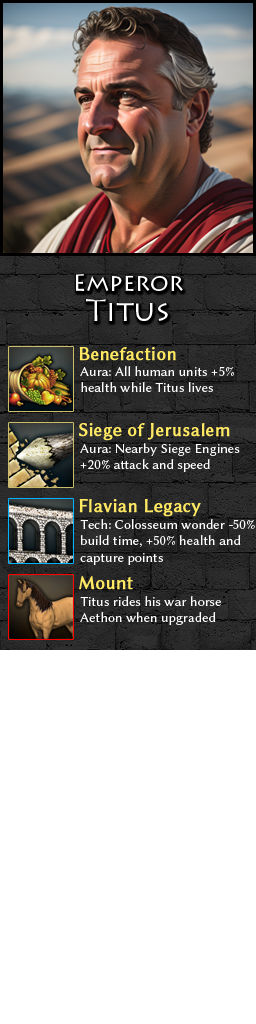 Emperor
Titus
Benefaction
Aura: All human units +5%
health while Titus lives
Siege of Jerusalem
Aura: Nearby Siege Engines
+20% attack and speed
Flavian Legacy
Tech: Colosseum wonder -50%
build time, +50% health and
capture points
Mount
Titus rides his war horse
Aethon when upgraded